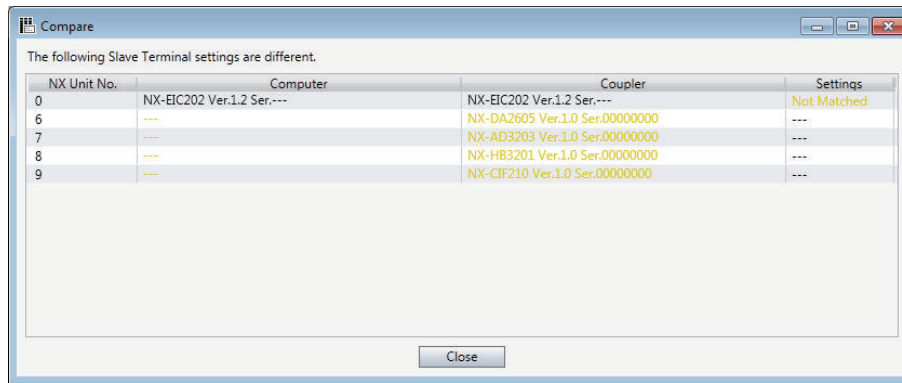 Compare
The following Slave Terminal settings are different.
NX Unit No. Computer Coupler Settings
0 NX-EIC202 Ver.1.2 Ser.--- NX-EIC202 Ver.1.2 Ser.--- Not Matched
6 --- NX-DA2605 Ver.1.0 Ser.00000000 ---
7 --- NX-AD3203 Ver.1.0 Ser.00000000 ---
8 --- NX-HB3201 Ver.1.0 Ser.00000000 ---
9 --- NX-CIF210 Ver.1.0 Ser.00000000 ---
Close